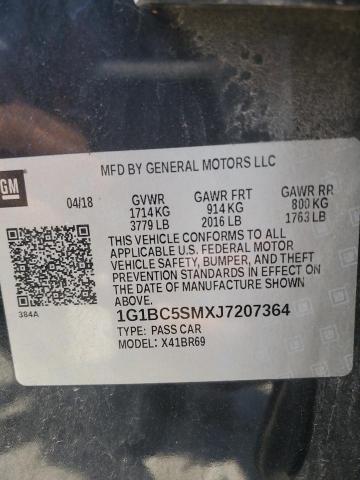 MFD BY GENERAL MOTORS LLC
GM
04/18 GVWR GAWR FRT GAWR RR
1714 KG 914 KG 800 KG
3779 LB 2016 LB 1763 LB
THIS VEHICLE CONFORMS TO ALL
APPLICABLE U.S. FEDERAL MOTOR
VEHICLE SAFETY, BUMPER, AND THEFT
PREVENTION STANDARDS IN EFFECT ON
THE DATE OF MANUFACTURE SHOWN
ABOVE.
384A
1G1BC5SMXJ7207364
TYPE: PASS CAR
MODEL: X41BR69